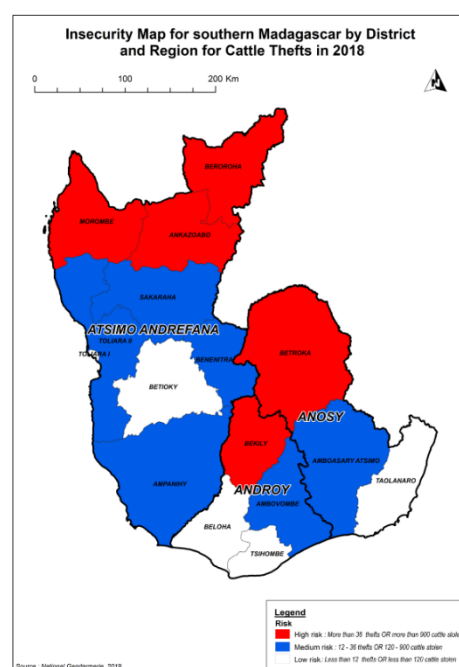 Insecurity Map for southern Madagascar by District
and Region for Cattle Thefts in 2018
0 100 200 Km
BEROROHA
MOROMBE
ANKAZOABO
SAKARAHA
ATSIMO ANDREFANA
TOLIARA II
TOLIARA I
BENENITRA
BETROKA
BETIOKY
ANOSY
BEKILY
AMBOASARY ATSIMO
AMPANIHY
TAOLANARO
ANDROY
AMBOVOMBE
BELOHA
TSIHOMBE
Legend
Risk
High risk : More than 36 thefts OR more than 900 cattle stole
Medium risk : 12 - 36 thefts OR 120 - 900 cattle stolen
Low risk : Less than 12 thefts OR less than 120 cattle stolen
Source : National Gendarmerie, 2019